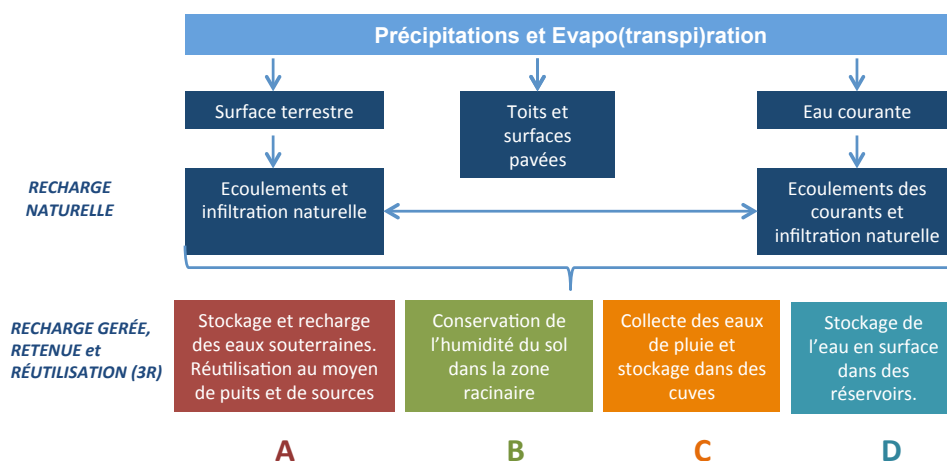 Précipitations et Evapo(transpi)ration
Surface terrestre
Toits et
surfaces
pavées
Eau courante
RECHARGE
NATURELLE
Ecoulements et
infiltration naturelle
Ecoulements des
courants et
infiltration naturelle
RECHARGE GERÉE,
RETENUE et
RÉUTILISATION (3R)
Stockage et recharge
des eaux souterraines.
Réutilisation au moyen
de puits et de sources
Conservation de
l'humidité du sol
dans la zone
racinaire
Collecte des eaux
de pluie et
stockage dans des
cuves
Stockage de
l'eau en surface
dans des
réservoirs.
A
B
C
D